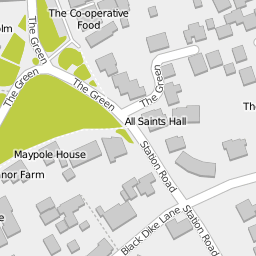 The Co-operative
Food
The Green
The Green
The Green
The Green
All Saints Hall
Maypole House
Station Road
Black Dike Lane
Station Road